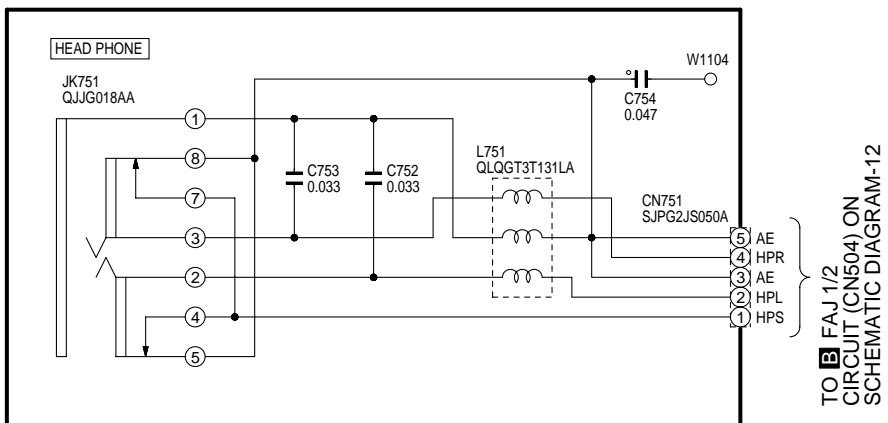 HEAD PHONE
JK751
QJJG018AA
W1104
C754
0.047
1
8
7
3
2
4
5
C753
0.033
C752
0.033
L751
QLQGT3T131LA
CN751
SJPG2JS050A
5 AE
4 HPR
3 AE
2 HPL
1 HPS
TO B FAJ 1/2
CIRCUIT (CN504) ON
SCHEMATIC DIAGRAM-12